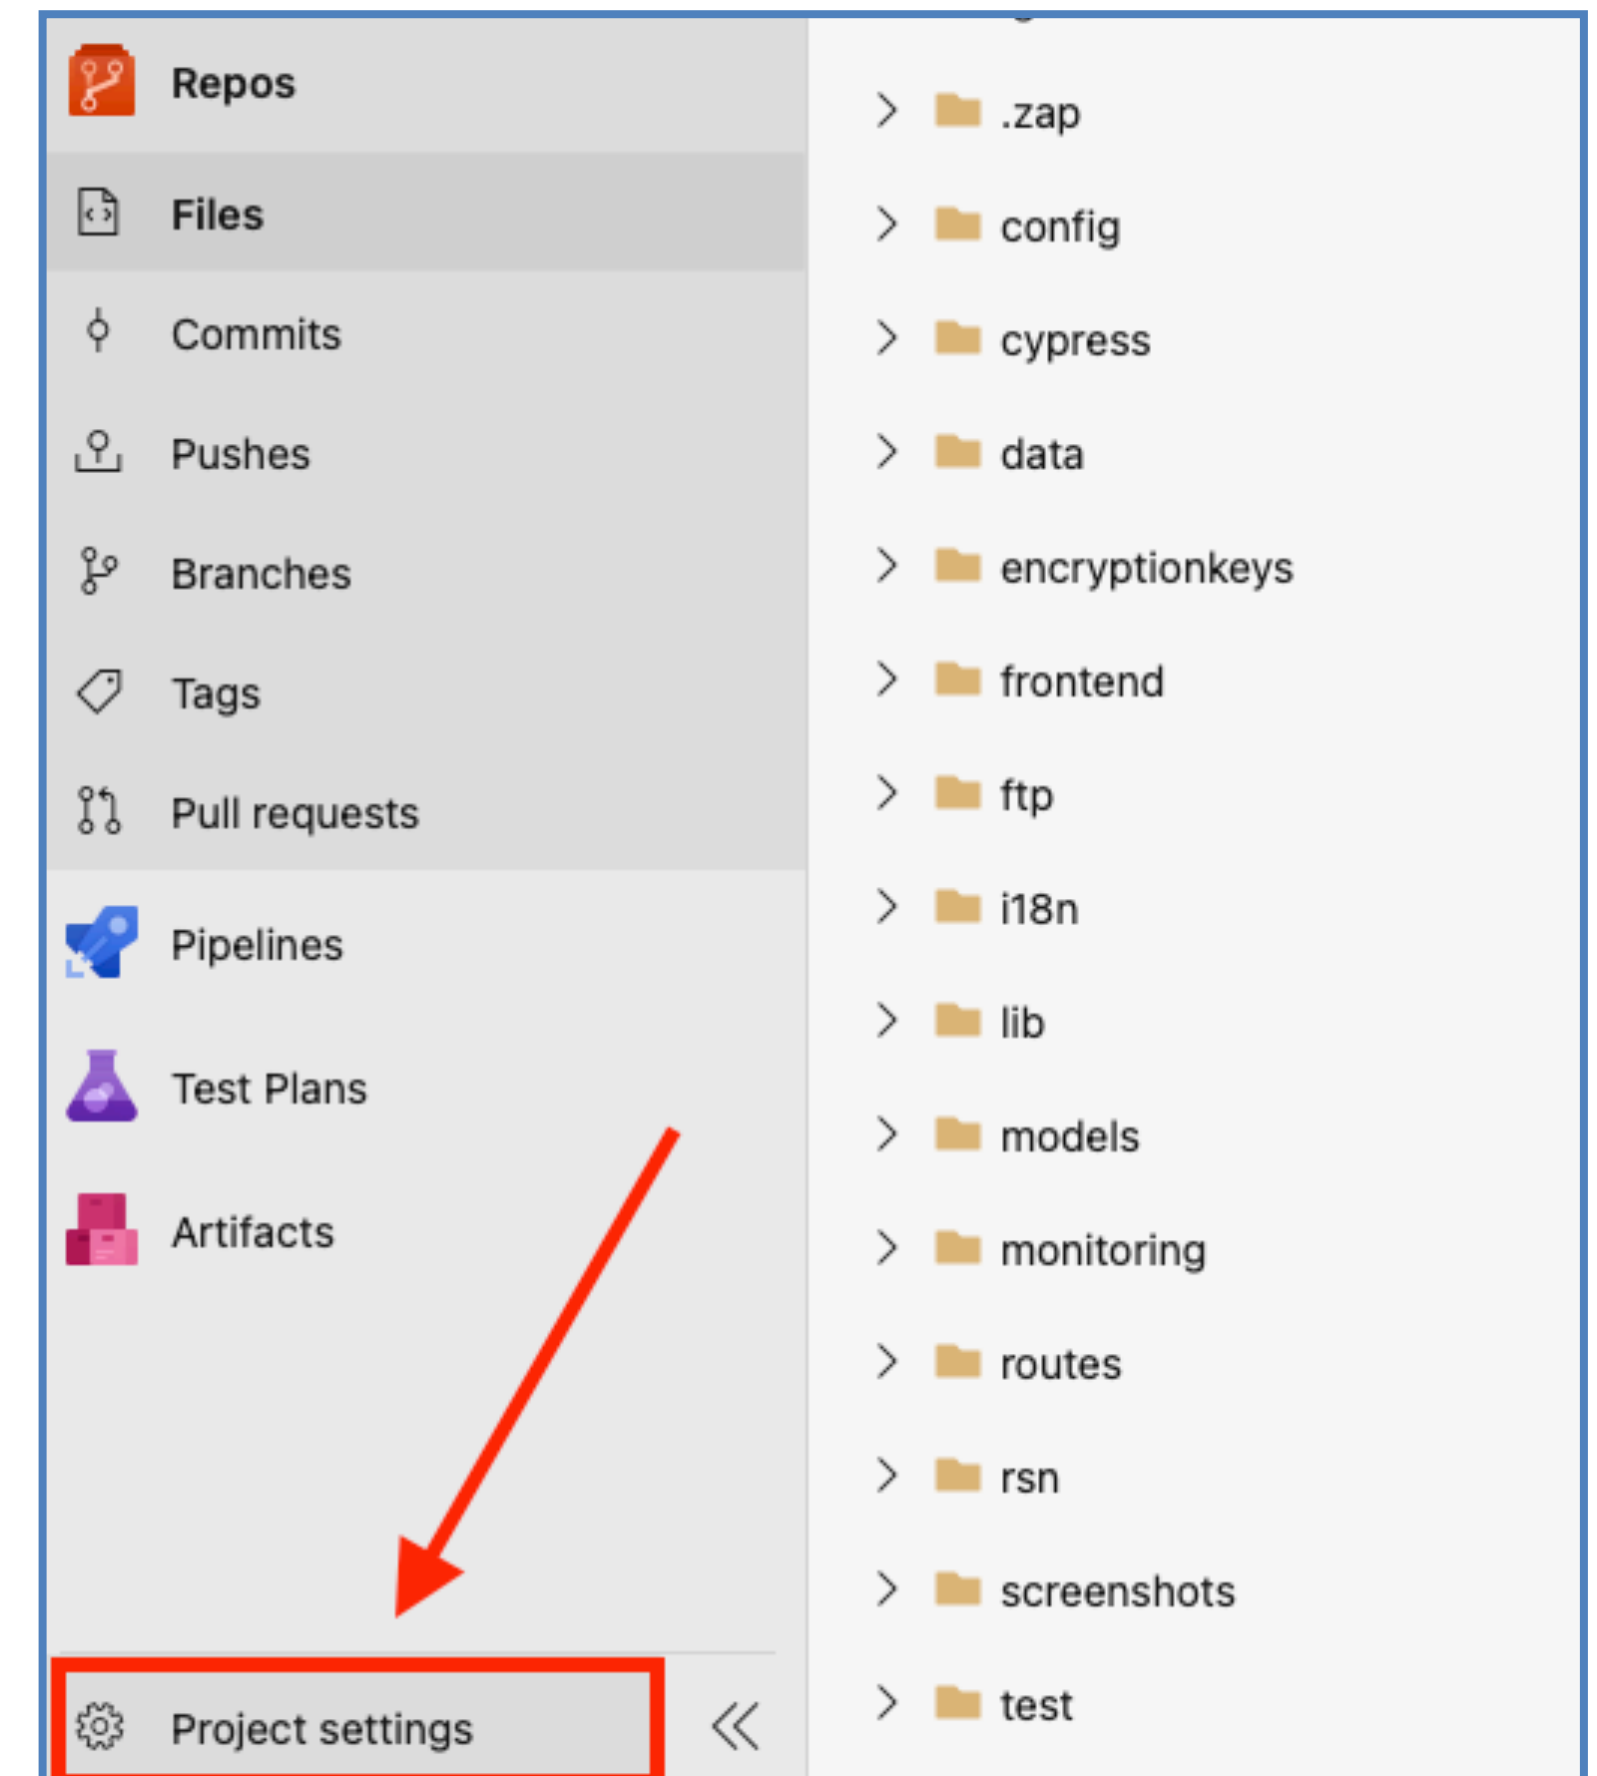 Repos
Files
Commits
Pushes
Branches
Tags
Pull requests
Pipelines
Test Plans
Artifacts
Project settings
.zap
config
cypress
data
encryptionkeys
frontend
ftp
i18n
lib
models
monitoring
routes
rsn
screenshots
test